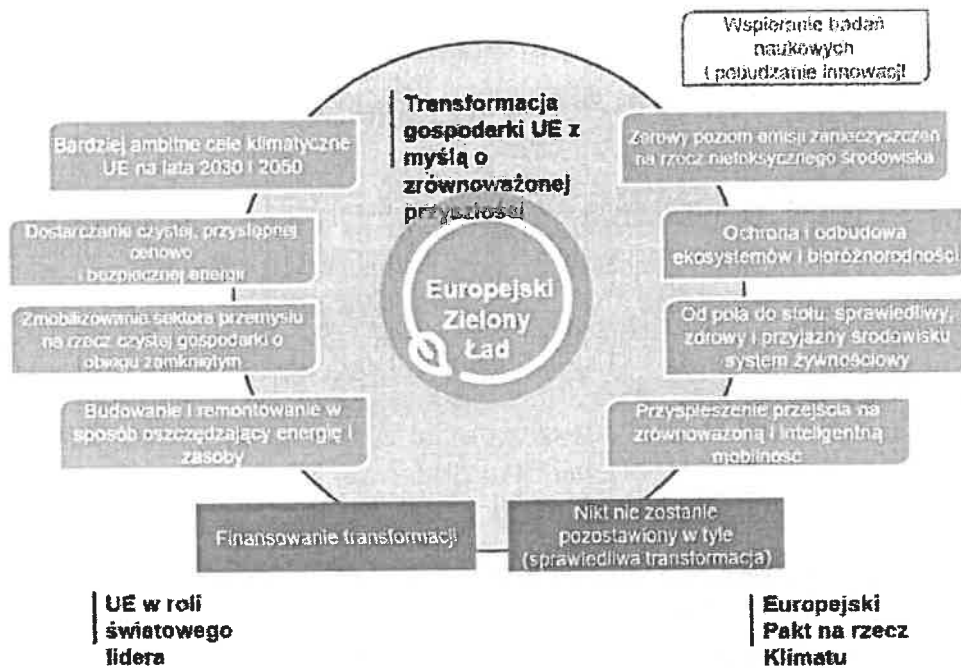 Wspieranie badań
naukowych
i pobudzanie innowacji
Transformacja
gospodarki UE z
myślą o
zrównoważonej
przyszłości
Bardziej ambitne cele klimatyczne
UE na lata 2030 i 2050
Zerowy poziom emisji zanieczyszczeń
na rzecz nietoksycznego środowiska
Dostarczanie czystej, przystępnej
cenowo
i bezpiecznej energii
Ochrona i odbudowa
ekosystemów i bioróżnorodności
Europejski
Zielony
Ład
Zmobilizowanie sektora przemysłu
na rzecz czystej gospodarki o
obiegu zamkniętym
Od pola do stołu: sprawiedliwy,
zdrowy i przyjazny środowisku
system żywnościowy
Budowanie i remontowanie w
sposób oszczędzający energię i
zasoby
Przyspieszenie przejścia na
zrównoważoną i inteligentną
mobilność
Finansowanie transformacji
Nikt nie zostanie
pozostawiony w tyle
(sprawiedliwa transformacja)
UE w roli
światowego
lidera
Europejski
Pakt na rzecz
Klimatu